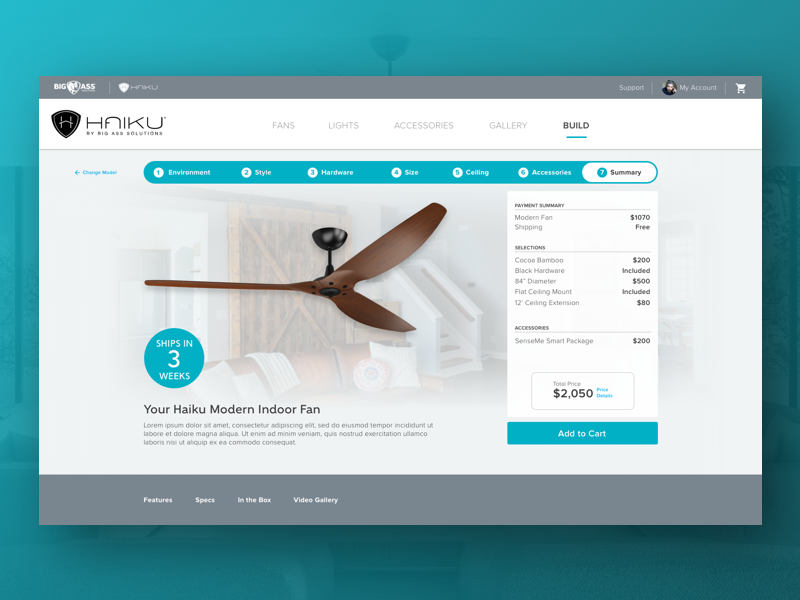 BIG ASS
HAIKU
Support
My Account
HAIKU
BY BIG ASS SOLUTIONS
FANS
LIGHTS
ACCESSORIES
GALLERY
BUILD
Change Model
1 Environment
2 Style
3 Hardware
4 Size
5 Ceiling
6 Accessories
7 Summary
SHIPS IN
3
WEEKS
Your Haiku Modern Indoor Fan
Lorem ipsum dolor sit amet, consectetur adipiscing elit, sed do eiusmod tempor incididunt ut
labore et dolore magna aliqua. Ut enim ad minim veniam, quis nostrud exercitation ullamco
laboris nisi ut aliquip ex ea commodo consequat.
PAYMENT SUMMARY
Modern Fan $1070
Shipping Free
SELECTIONS
Cocoa Bamboo $200
Black Hardware Included
84" Diameter $500
Flat Ceiling Mount Included
12' Ceiling Extension $80
ACCESSORIES
SenseMe Smart Package $200
Total Price
$2,050
Price
Details
Add to Cart
Features
Specs
In the Box
Video Gallery